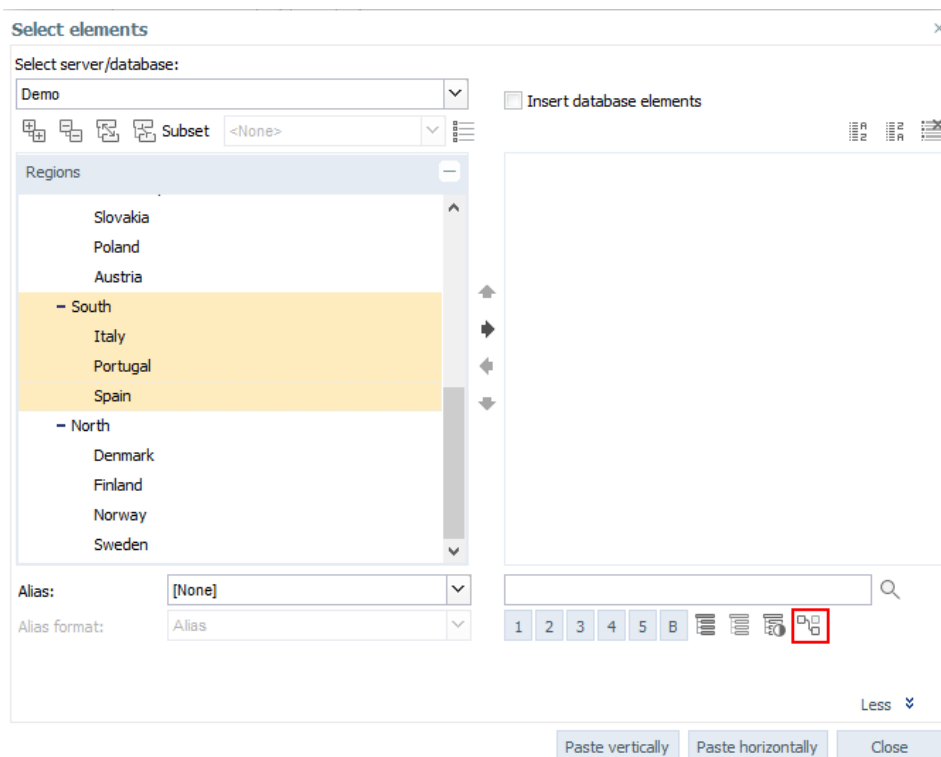 Select elements
Select server/database:
Demo
Insert database elements
Subset <None>
Regions
Slovakia
Poland
Austria
− South
Italy
Portugal
Spain
− North
Denmark
Finland
Norway
Sweden
Alias: [None]
Alias format: Alias
1 2 3 4 5 B
Less
Paste vertically Paste horizontally Close